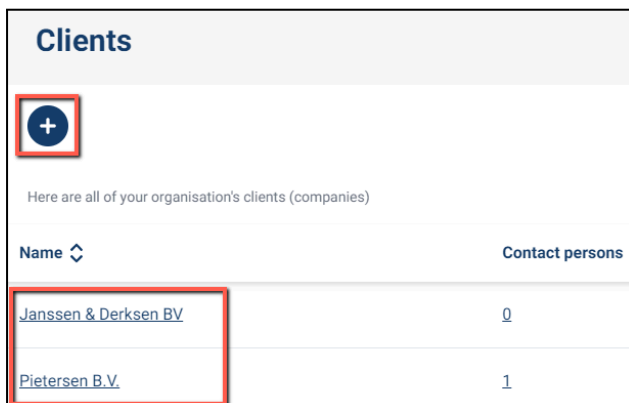 Clients
+
Here are all of your organisation's clients (companies)
Name Contact persons
Janssen & Derksen BV 0
Pietersen B.V. 1